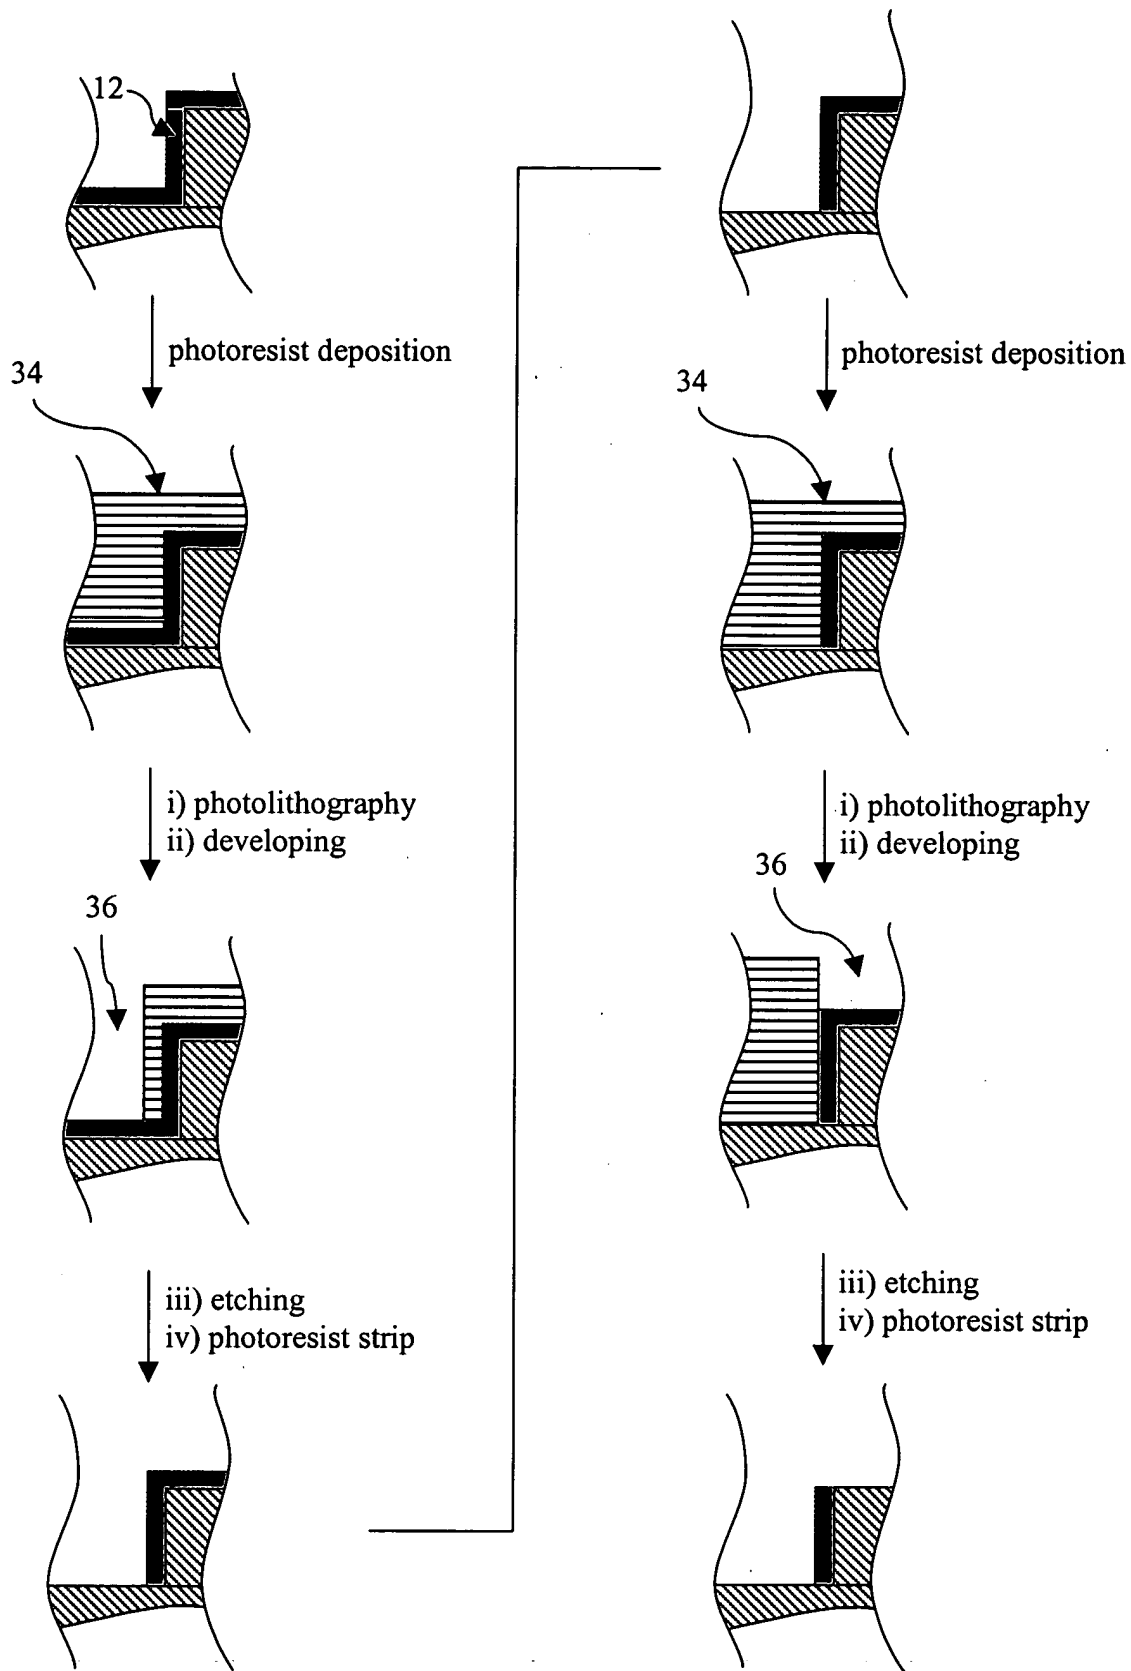 12
photoresist deposition
34
i) photolithography
ii) developing
36
iii) etching
iv) photoresist strip
photoresist deposition
34
i) photolithography
ii) developing
36
iii) etching
iv) photoresist strip